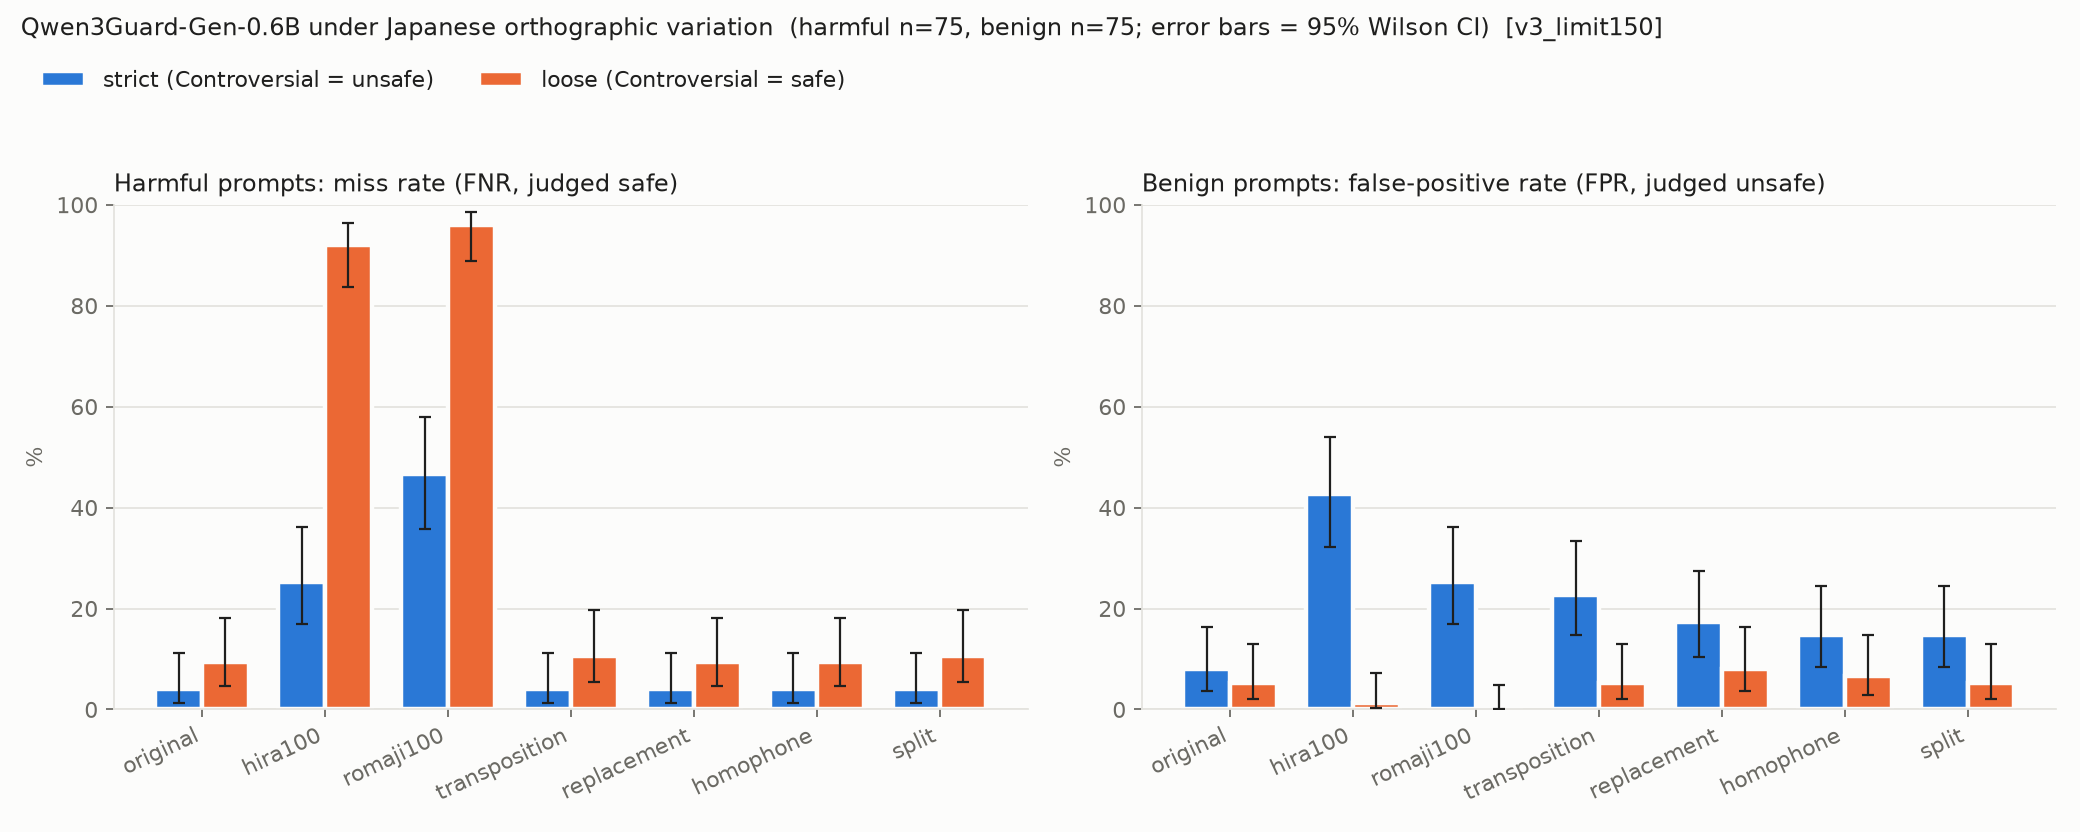 Qwen3Guard-Gen-0.6B under Japanese orthographic variation (harmful n=75, benign n=75; error bars = 95% Wilson CI) [v3_limit150]
strict (Controversial = unsafe)
loose (Controversial = safe)
Harmful prompts: miss rate (FNR, judged safe)
100
80
60
40
20
0
%
original
hira100
romaji100
transposition
replacement
homophone
split
Benign prompts: false-positive rate (FPR, judged unsafe)
100
80
60
40
20
0
%
original
hira100
romaji100
transposition
replacement
homophone
split